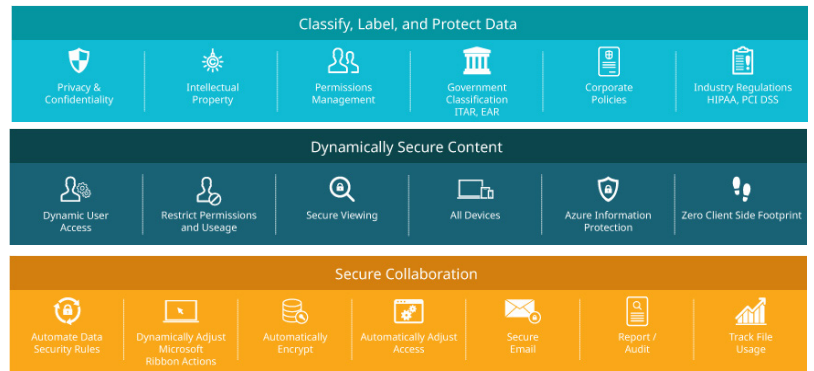 Classify, Label, and Protect Data
Privacy &
Confidentiality
Intellectual
Property
Permissions
Management
Government
Classification
ITAR, EAR
Corporate
Policies
Industry Regulations
HIPAA, PCI DSS
Dynamically Secure Content
Dynamic User
Access
Restrict Permissions
and Useage
Secure Viewing
All Devices
Azure Information
Protection
Zero Client Side Footprint
Secure Collaboration
Automate Data
Security Rules
Dynamically Adjust
Microsoft
Ribbon Actions
Automatically
Encrypt
Automatically Adjust
Access
Secure
Email
Report /
Audit
Track File
Usage